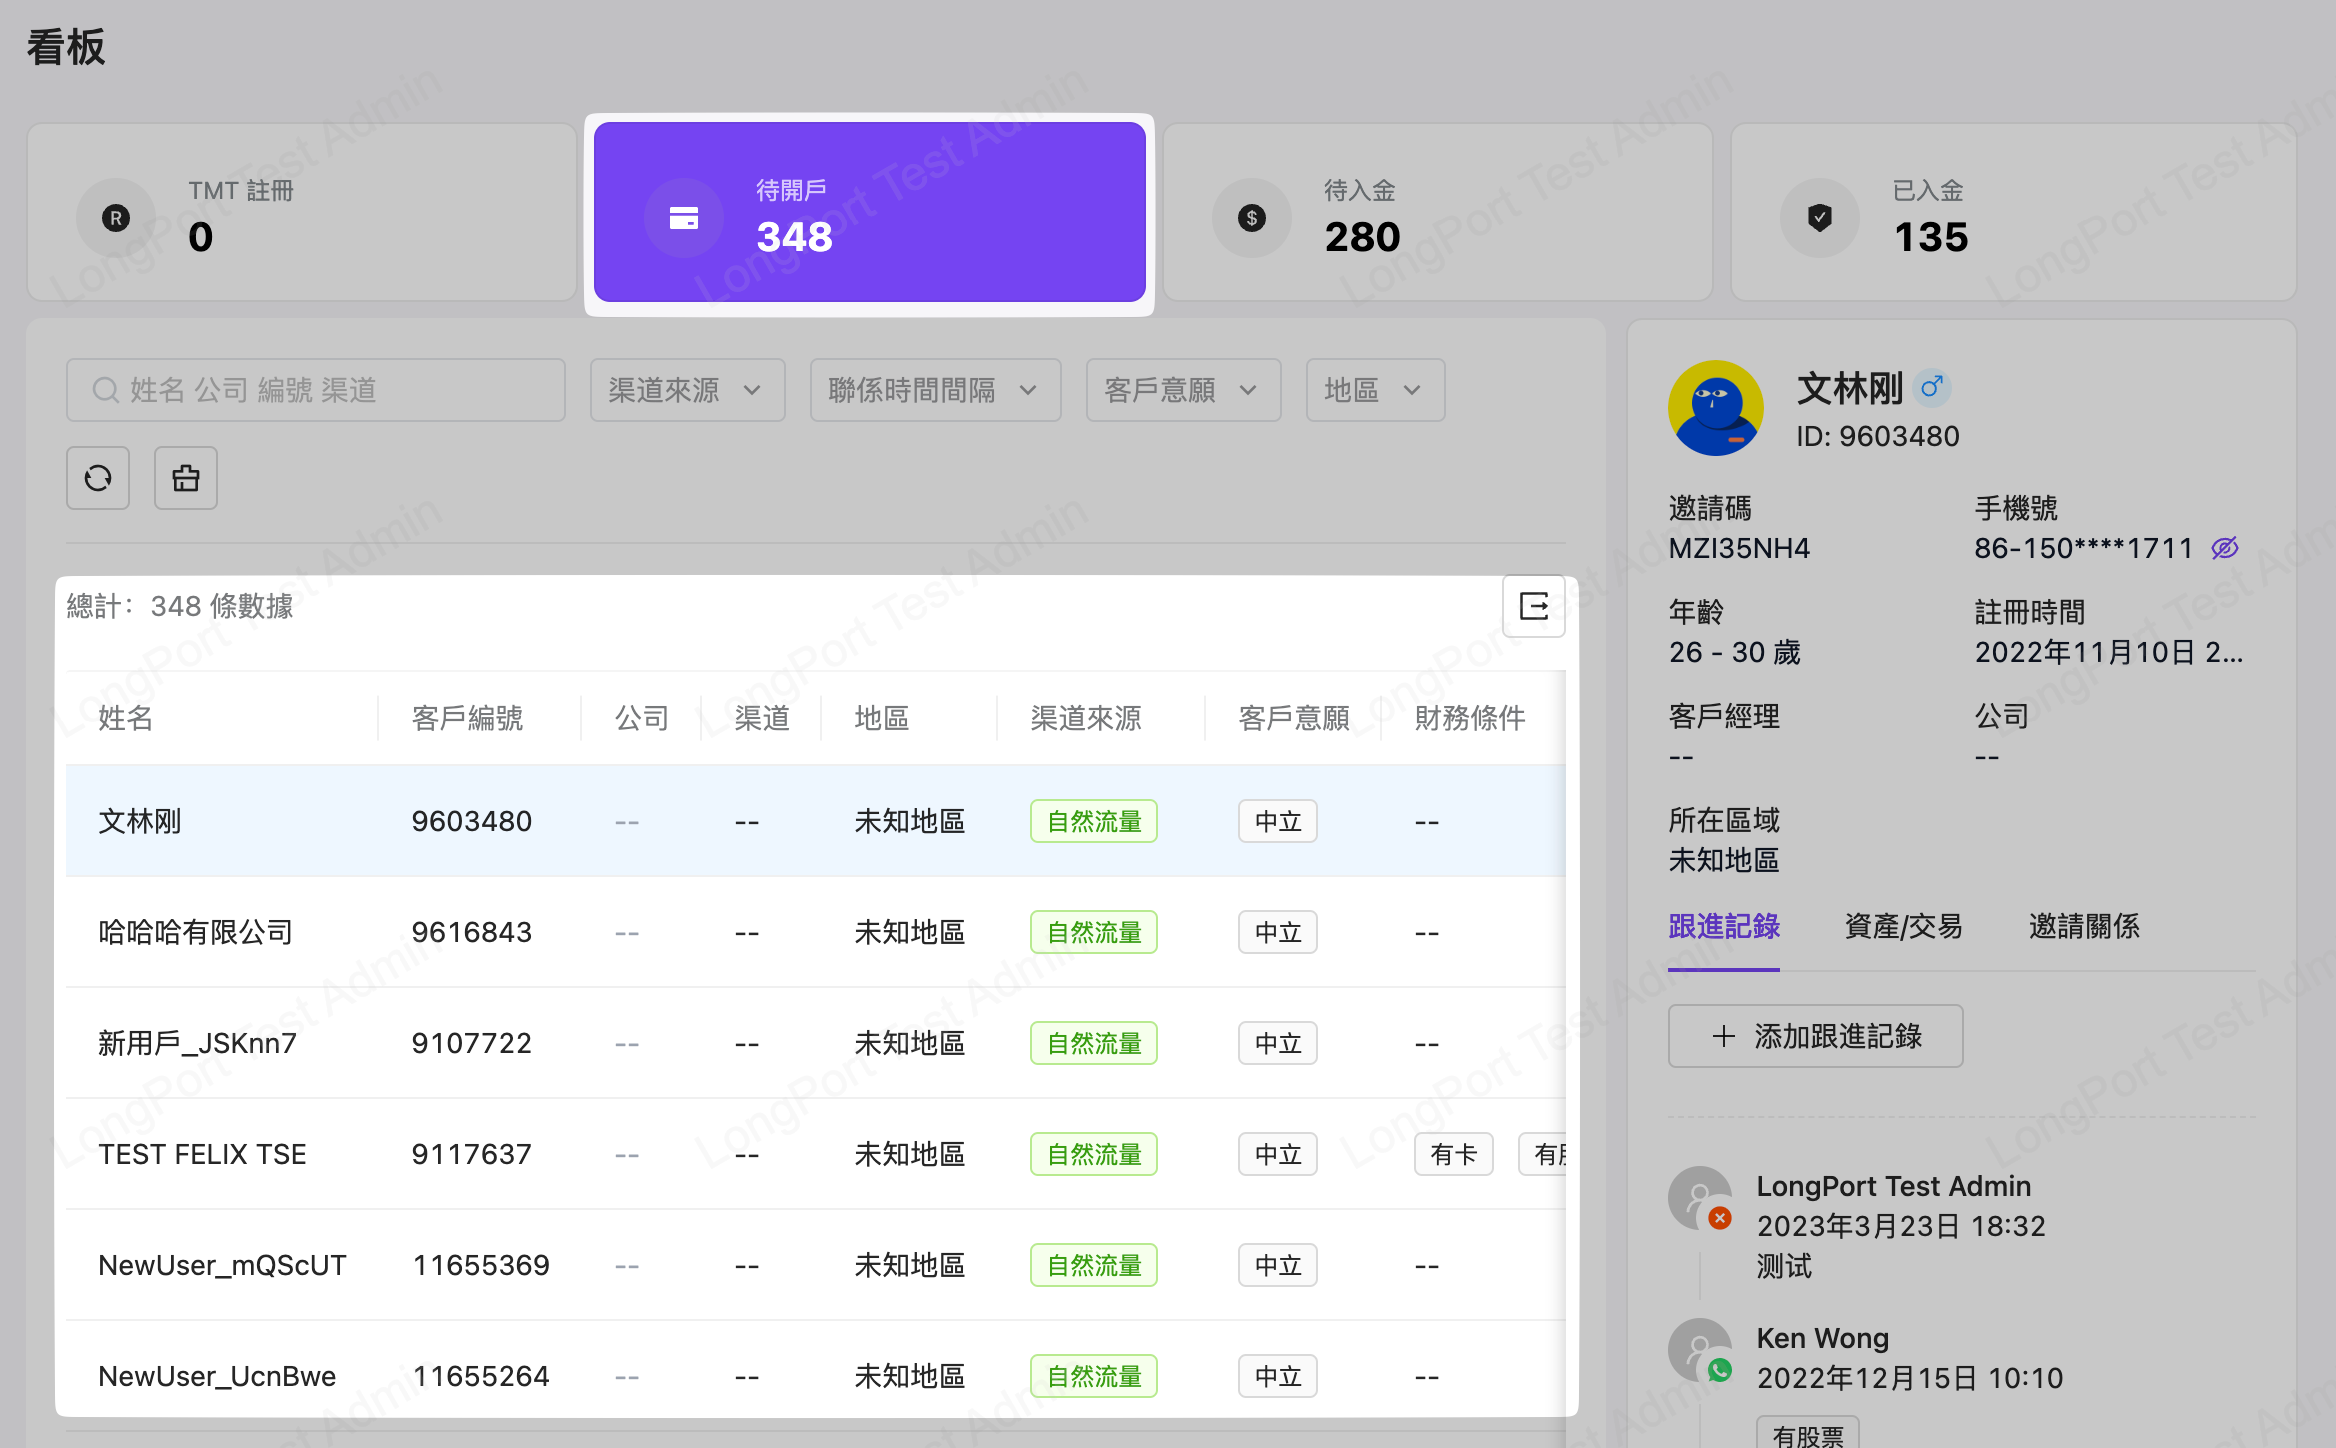 看板
TMT 註冊
0
待開戶
348
待入金
280
已入金
135
姓名 公司 編號 渠道
渠道來源
聯係時間間隔
客戶意願
地區
總計：348 條數據
姓名 客戶編號 公司 渠道 地區 渠道來源 客戶意願 財務條件
文林刚 9603480 -- -- 未知地區 自然流量 中立 --
哈哈哈有限公司 9616843 -- -- 未知地區 自然流量 中立 --
新用戶_JSKnn7 9107722 -- -- 未知地區 自然流量 中立 --
TEST FELIX TSE 9117637 -- -- 未知地區 自然流量 中立 有卡 有
NewUser_mQScUT 11655369 -- -- 未知地區 自然流量 中立 --
NewUser_UcnBwe 11655264 -- -- 未知地區 自然流量 中立 --
文林刚
ID: 9603480
邀請碼 手機號
MZI35NH4 86-150****1711
年齡 註冊時間
26 - 30 歲 2022年11月10日 2...
客戶經理 公司
-- --
所在區域
未知地區
跟進記錄 資產/交易 邀請關係
添加跟進記錄
LongPort Test Admin
2023年3月23日 18:32
测试
Ken Wong
2022年12月15日 10:10
有股票
LongPort Test Admin